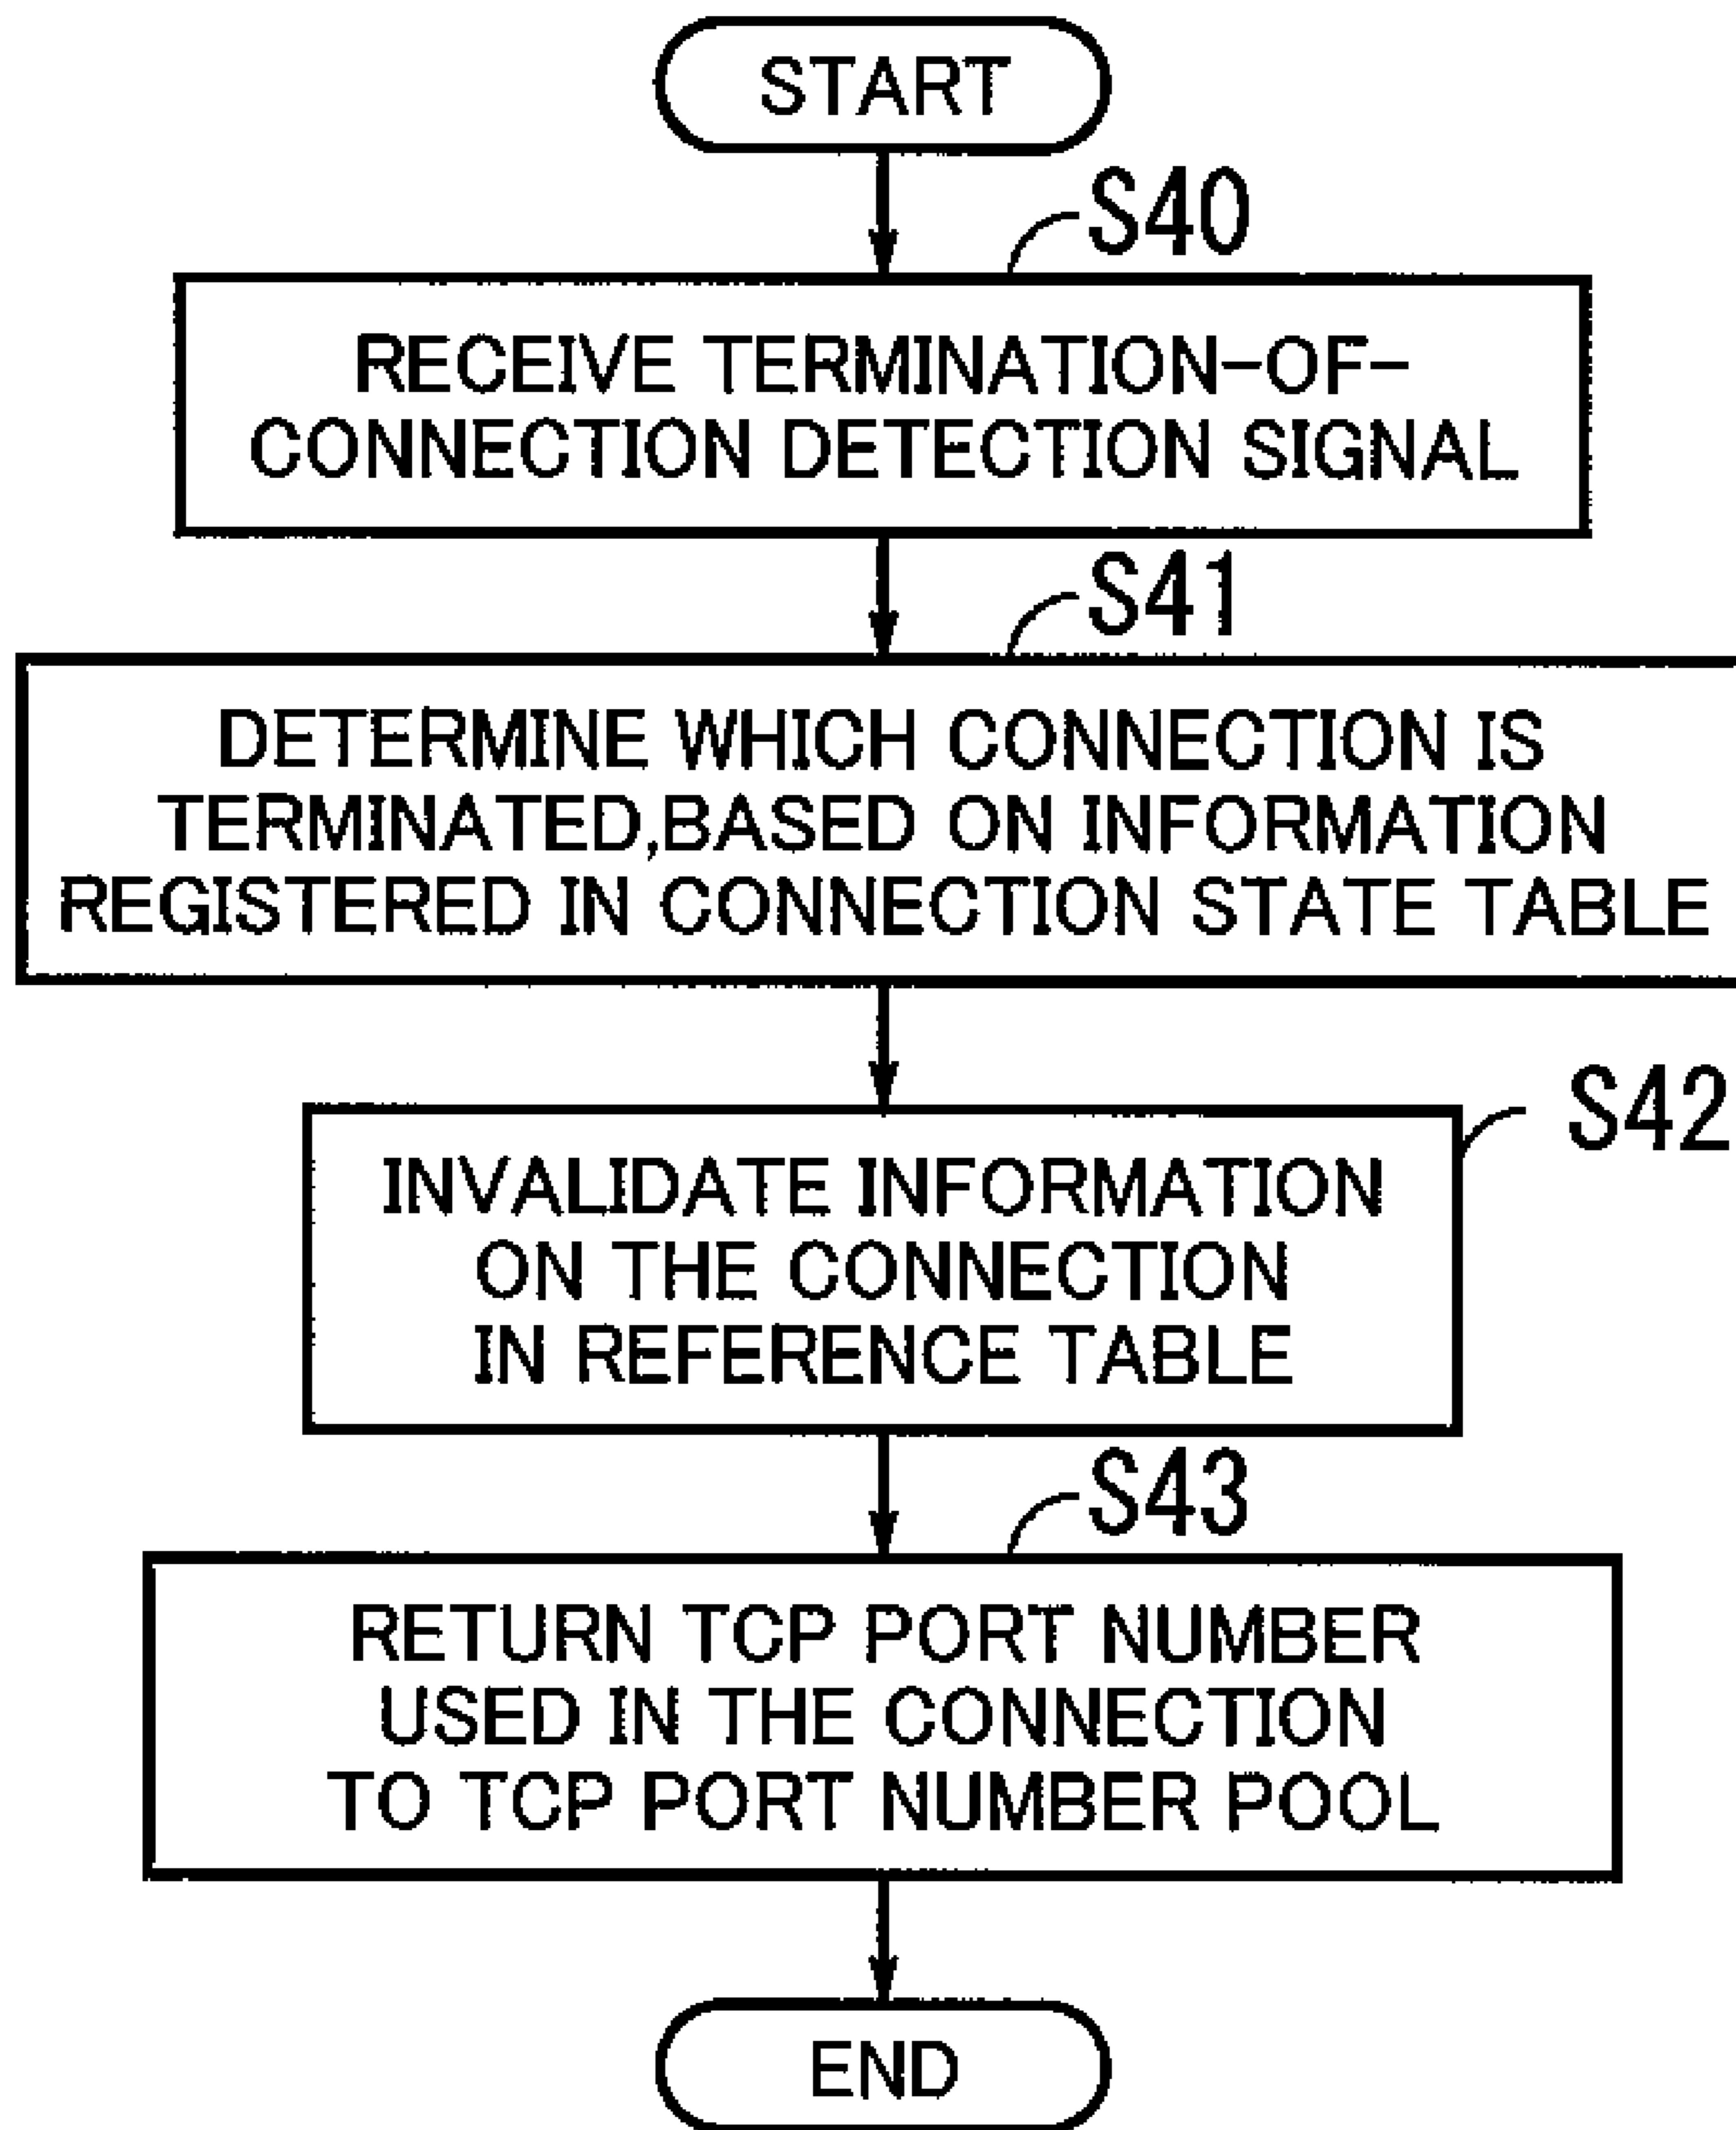 START
S40
RECEIVE TERMINATION-OF-
CONNECTION DETECTION SIGNAL
S41
DETERMINE WHICH CONNECTION IS
TERMINATED,BASED ON INFORMATION
REGISTERED IN CONNECTION STATE TABLE
S42
INVALIDATE INFORMATION
ON THE CONNECTION
IN REFERENCE TABLE
S43
RETURN TCP PORT NUMBER
USED IN THE CONNECTION
TO TCP PORT NUMBER POOL
END